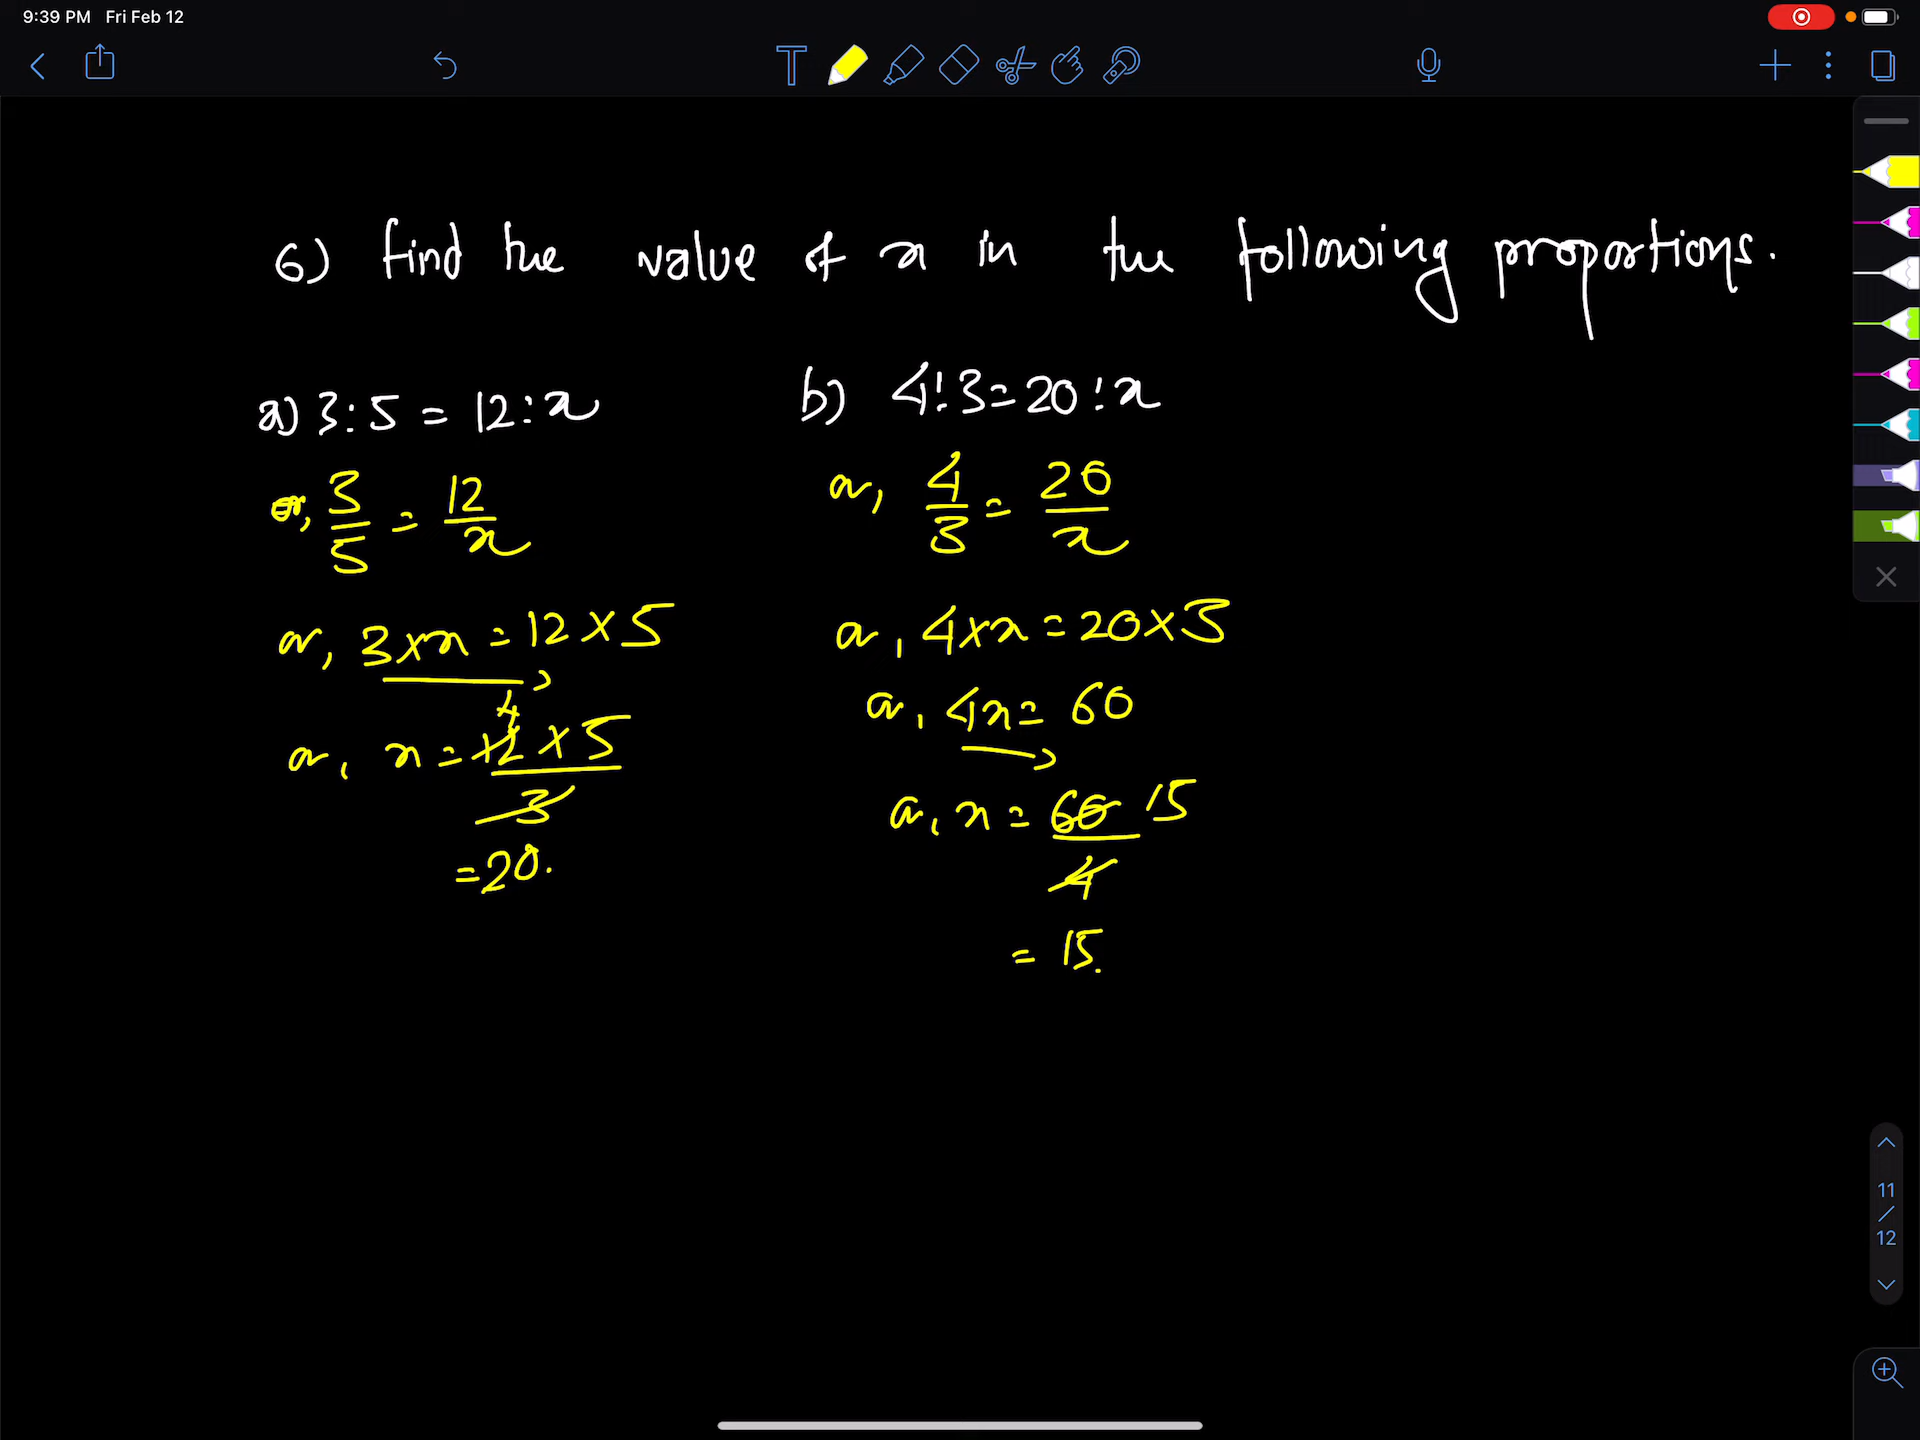 9:39 PM Fri Feb 12
6) find the value of x in the following proportions.
a) 3:5 = 12:x
or, 3/5 = 12/x
or, 3×x = 12×5
or, x = 12×5/3
4
=20.
b) 4:3=20:x
or, 4/3 = 20/x
or, 4×x = 20×3
or, 4x = 60
or, x = 60/4 15
= 15.
11
/
12